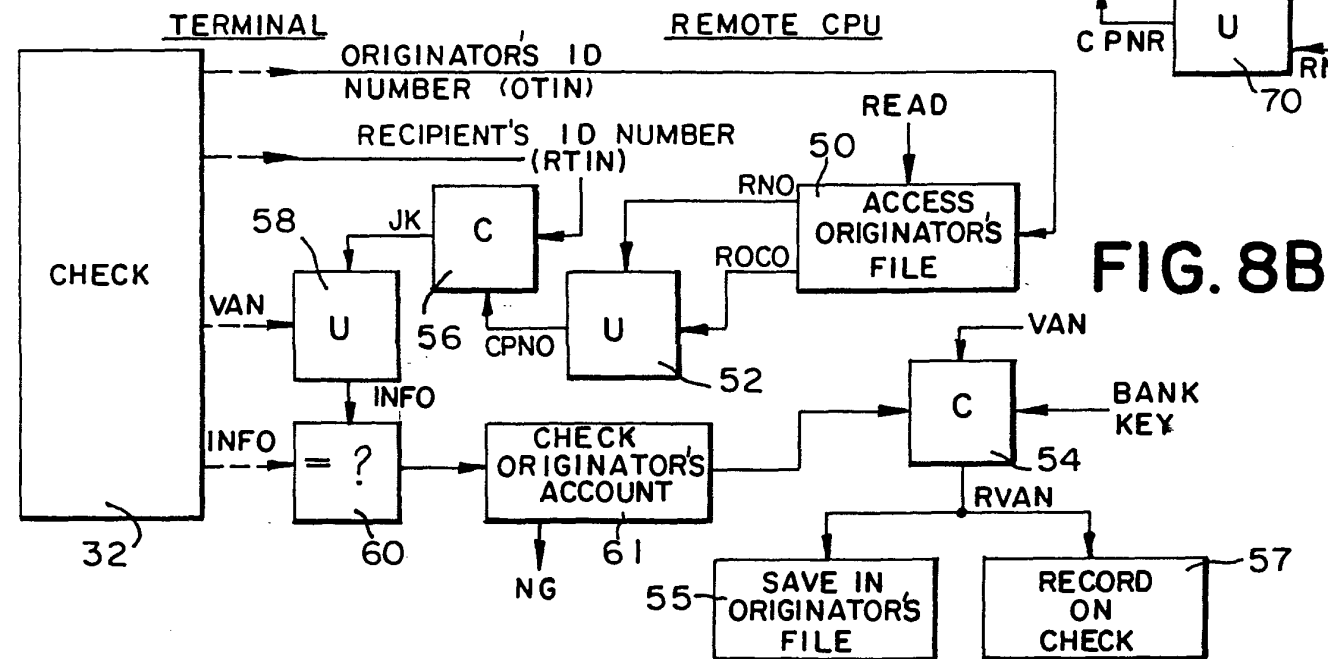 TERMINAL
REMOTE CPU
CPNR
U
70
ORIGINATOR'S ID
NUMBER (OTIN)
RECIPIENT'S ID NUMBER
(RTIN)
READ
50
RNO
ACCESS
ORIGINATOR'S
FILE
ROCO
58
JK
C
56
CHECK
VAN
U
CPNO
U
52
FIG. 8B
INFO
INFO
= ?
60
CHECK
ORIGINATOR'S
ACCOUNT
61
NG
VAN
C
BANK
KEY
54
RVAN
32
55
SAVE IN
ORIGINATOR'S
FILE
RECORD
ON
CHECK
57